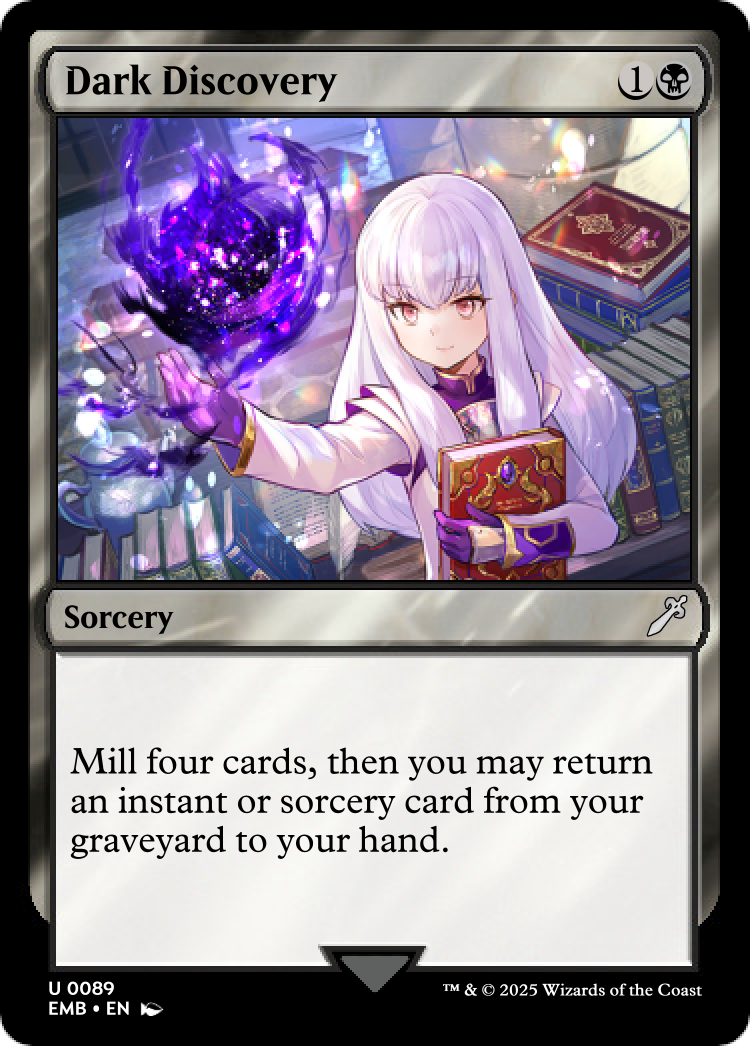 Dark Discovery 1
Sorcery
Mill four cards, then you may return
an instant or sorcery card from your
graveyard to your hand.
U 0089
EMB • EN
™ & © 2025 Wizards of the Coast